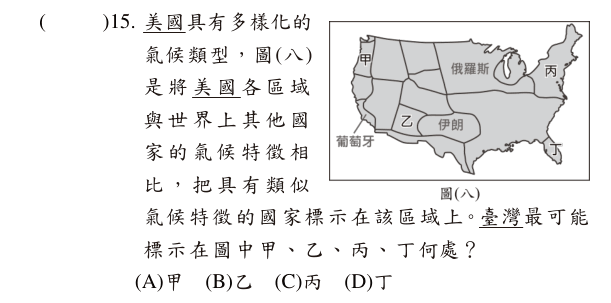 (　　)15. 美國具有多樣化的
氣候類型，圖(八)
是將美國各區域
與世界上其他國
家的氣候特徵相
比，把具有類似
氣候特徵的國家標示在該區域上。臺灣最可能
標示在圖中甲、乙、丙、丁何處？
(A)甲　(B)乙　(C)丙　(D)丁
甲
俄羅斯
丙
乙
伊朗
葡萄牙
丁
圖(八)